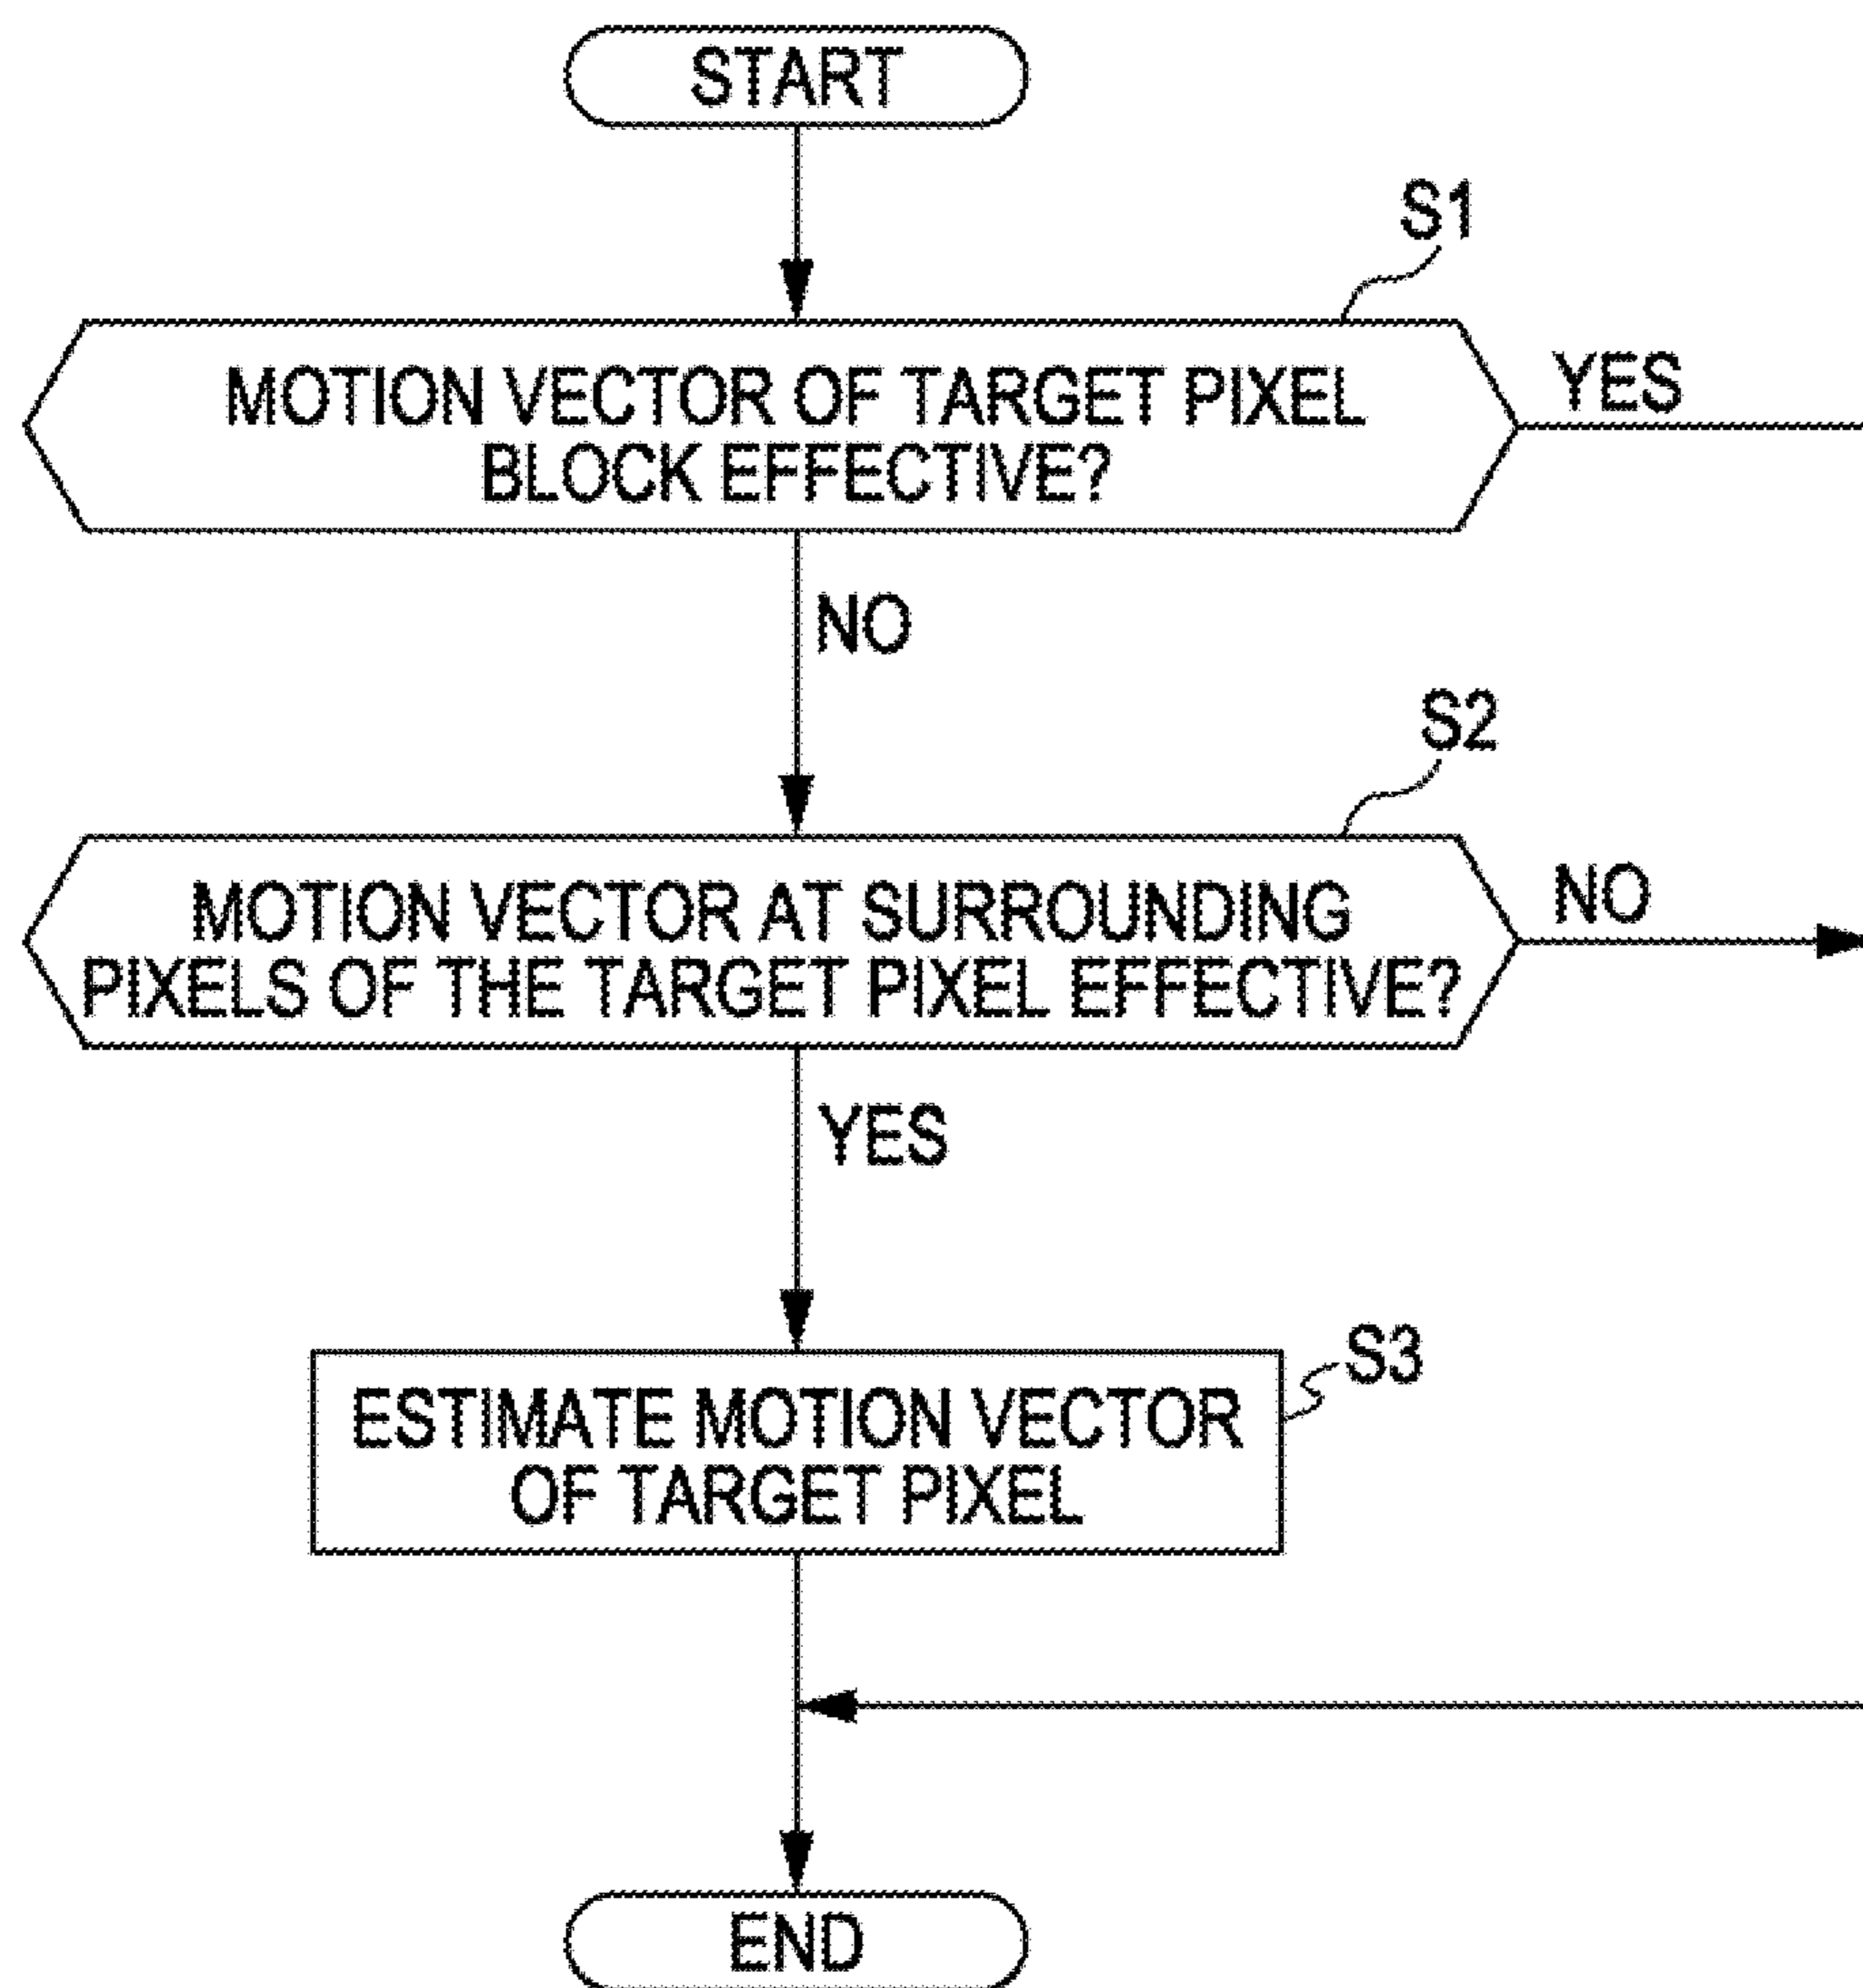 START
S1
MOTION VECTOR OF TARGET PIXEL
BLOCK EFFECTIVE?
YES
NO
S2
MOTION VECTOR AT SURROUNDING
PIXELS OF THE TARGET PIXEL EFFECTIVE?
NO
YES
S3
ESTIMATE MOTION VECTOR
OF TARGET PIXEL
END